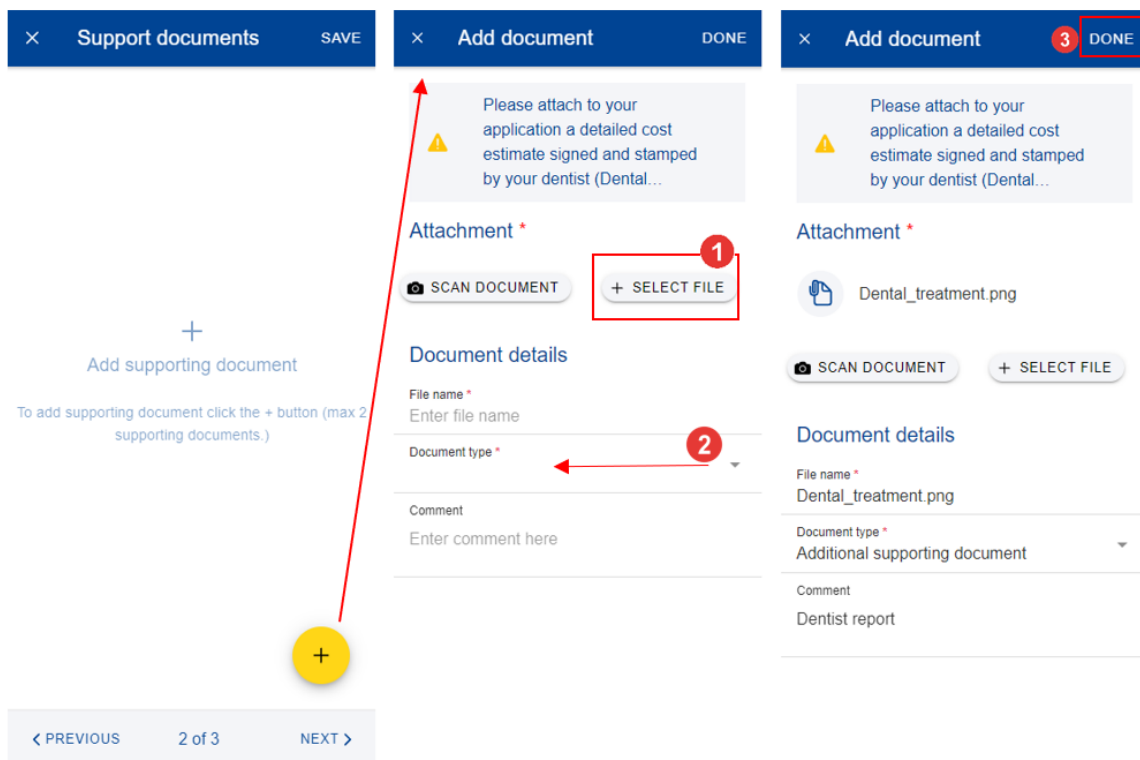 × Support documents SAVE
+
Add supporting document
To add supporting document click the + button (max 2
supporting documents.)
+
< PREVIOUS 2 of 3 NEXT >
× Add document DONE
Please attach to your
application a detailed cost
estimate signed and stamped
by your dentist (Dental...
Attachment *
1
SCAN DOCUMENT + SELECT FILE
Document details
File name *
Enter file name
Document type *
2
Comment
Enter comment here
× Add document 3 DONE
Please attach to your
application a detailed cost
estimate signed and stamped
by your dentist (Dental...
Attachment *
Dental_treatment.png
SCAN DOCUMENT + SELECT FILE
Document details
File name *
Dental_treatment.png
Document type *
Additional supporting document
Comment
Dentist report